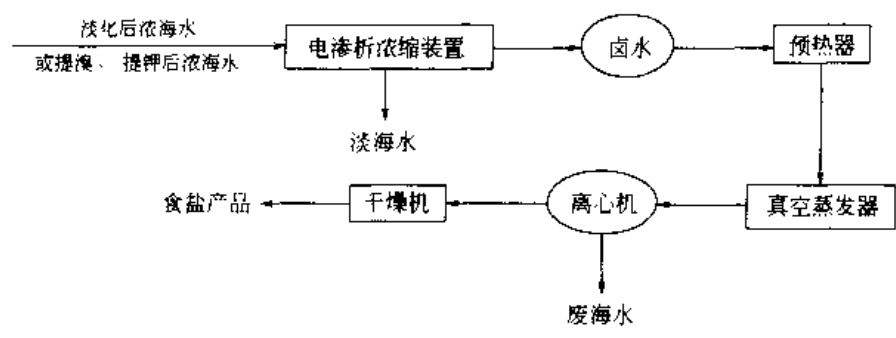 淡化后浓海水
或提溴、提钾后浓海水
电渗析浓缩装置
卤水
预热器
淡海水
食盐产品
干燥机
离心机
真空蒸发器
废海水